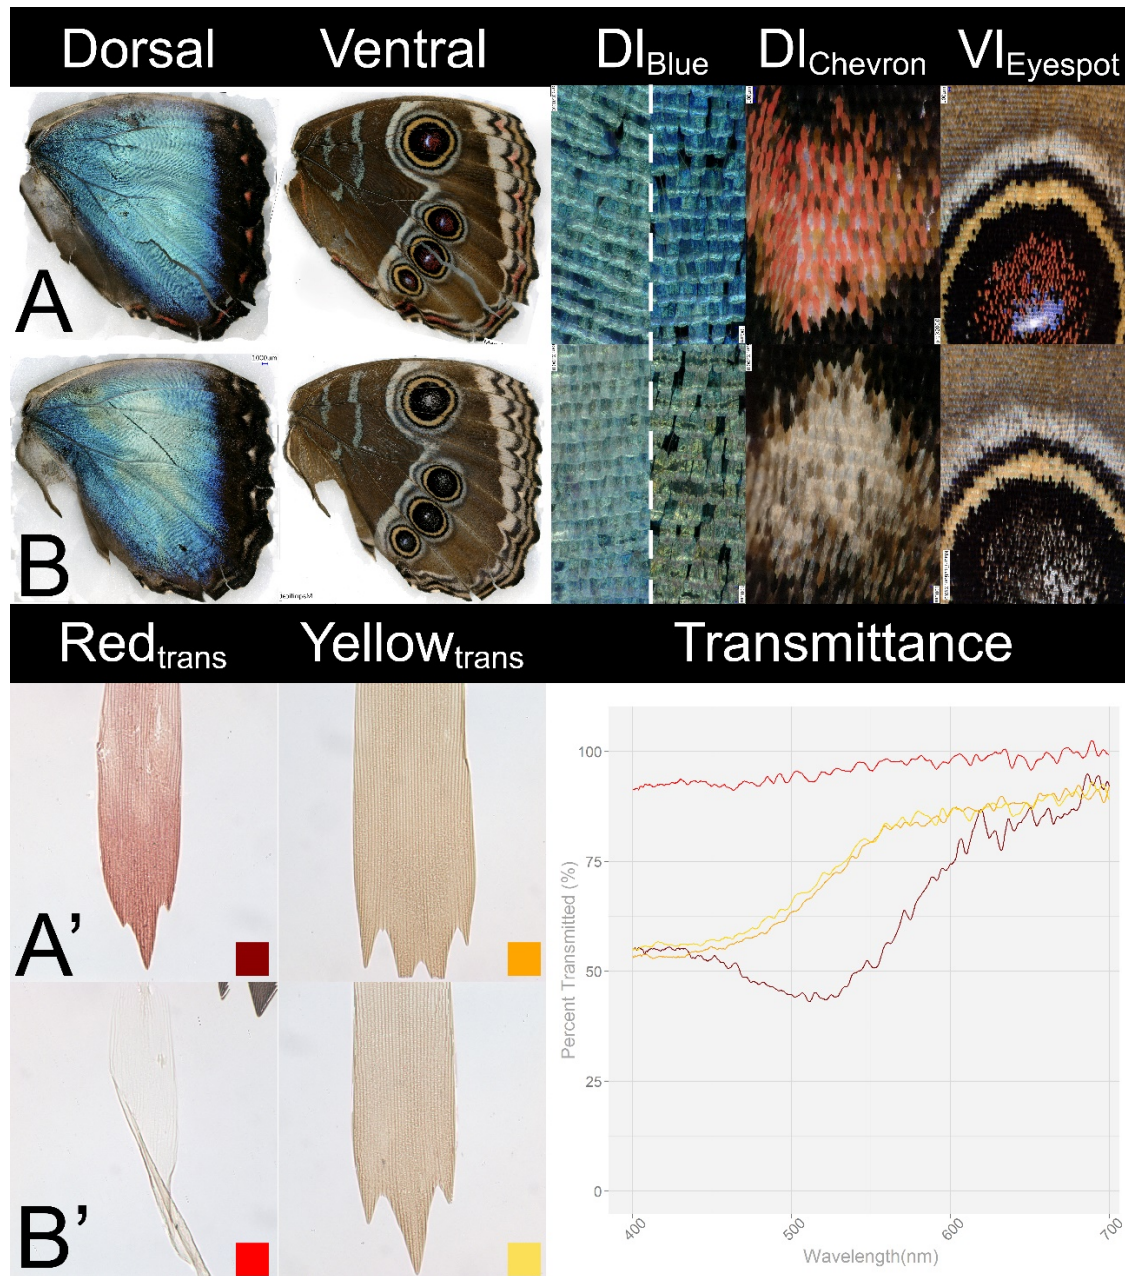 Dorsal Ventral DIBlue DIChevron VIEyespot
A
1000um
B
Redtrans Yellowtrans Transmittance
A'
B'
100
75
50
25
0
Percent Transmitted (%)
400 500 600 700
Wavelength(nm)